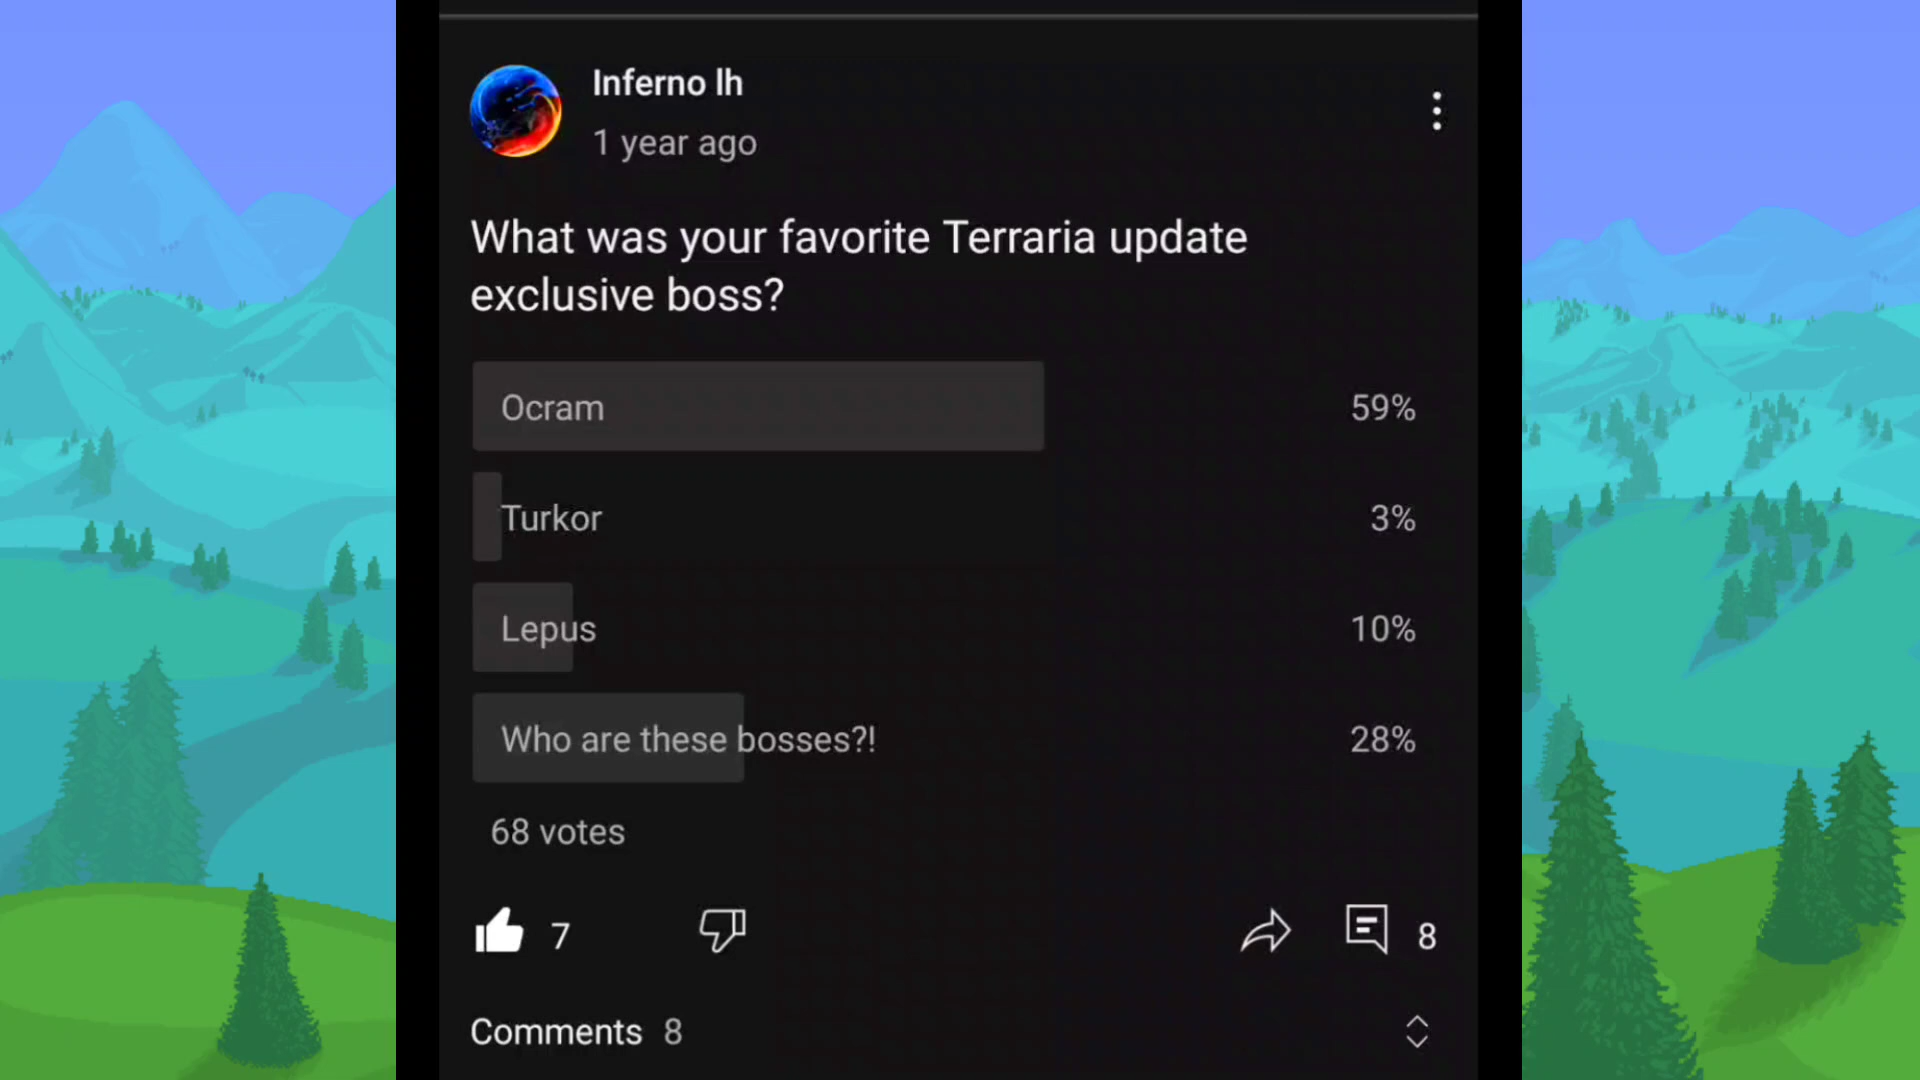 Inferno lh
1 year ago
What was your favorite Terraria update
exclusive boss?
Ocram 59%
Turkor 3%
Lepus 10%
Who are these bosses?! 28%
68 votes
7 8
Comments 8